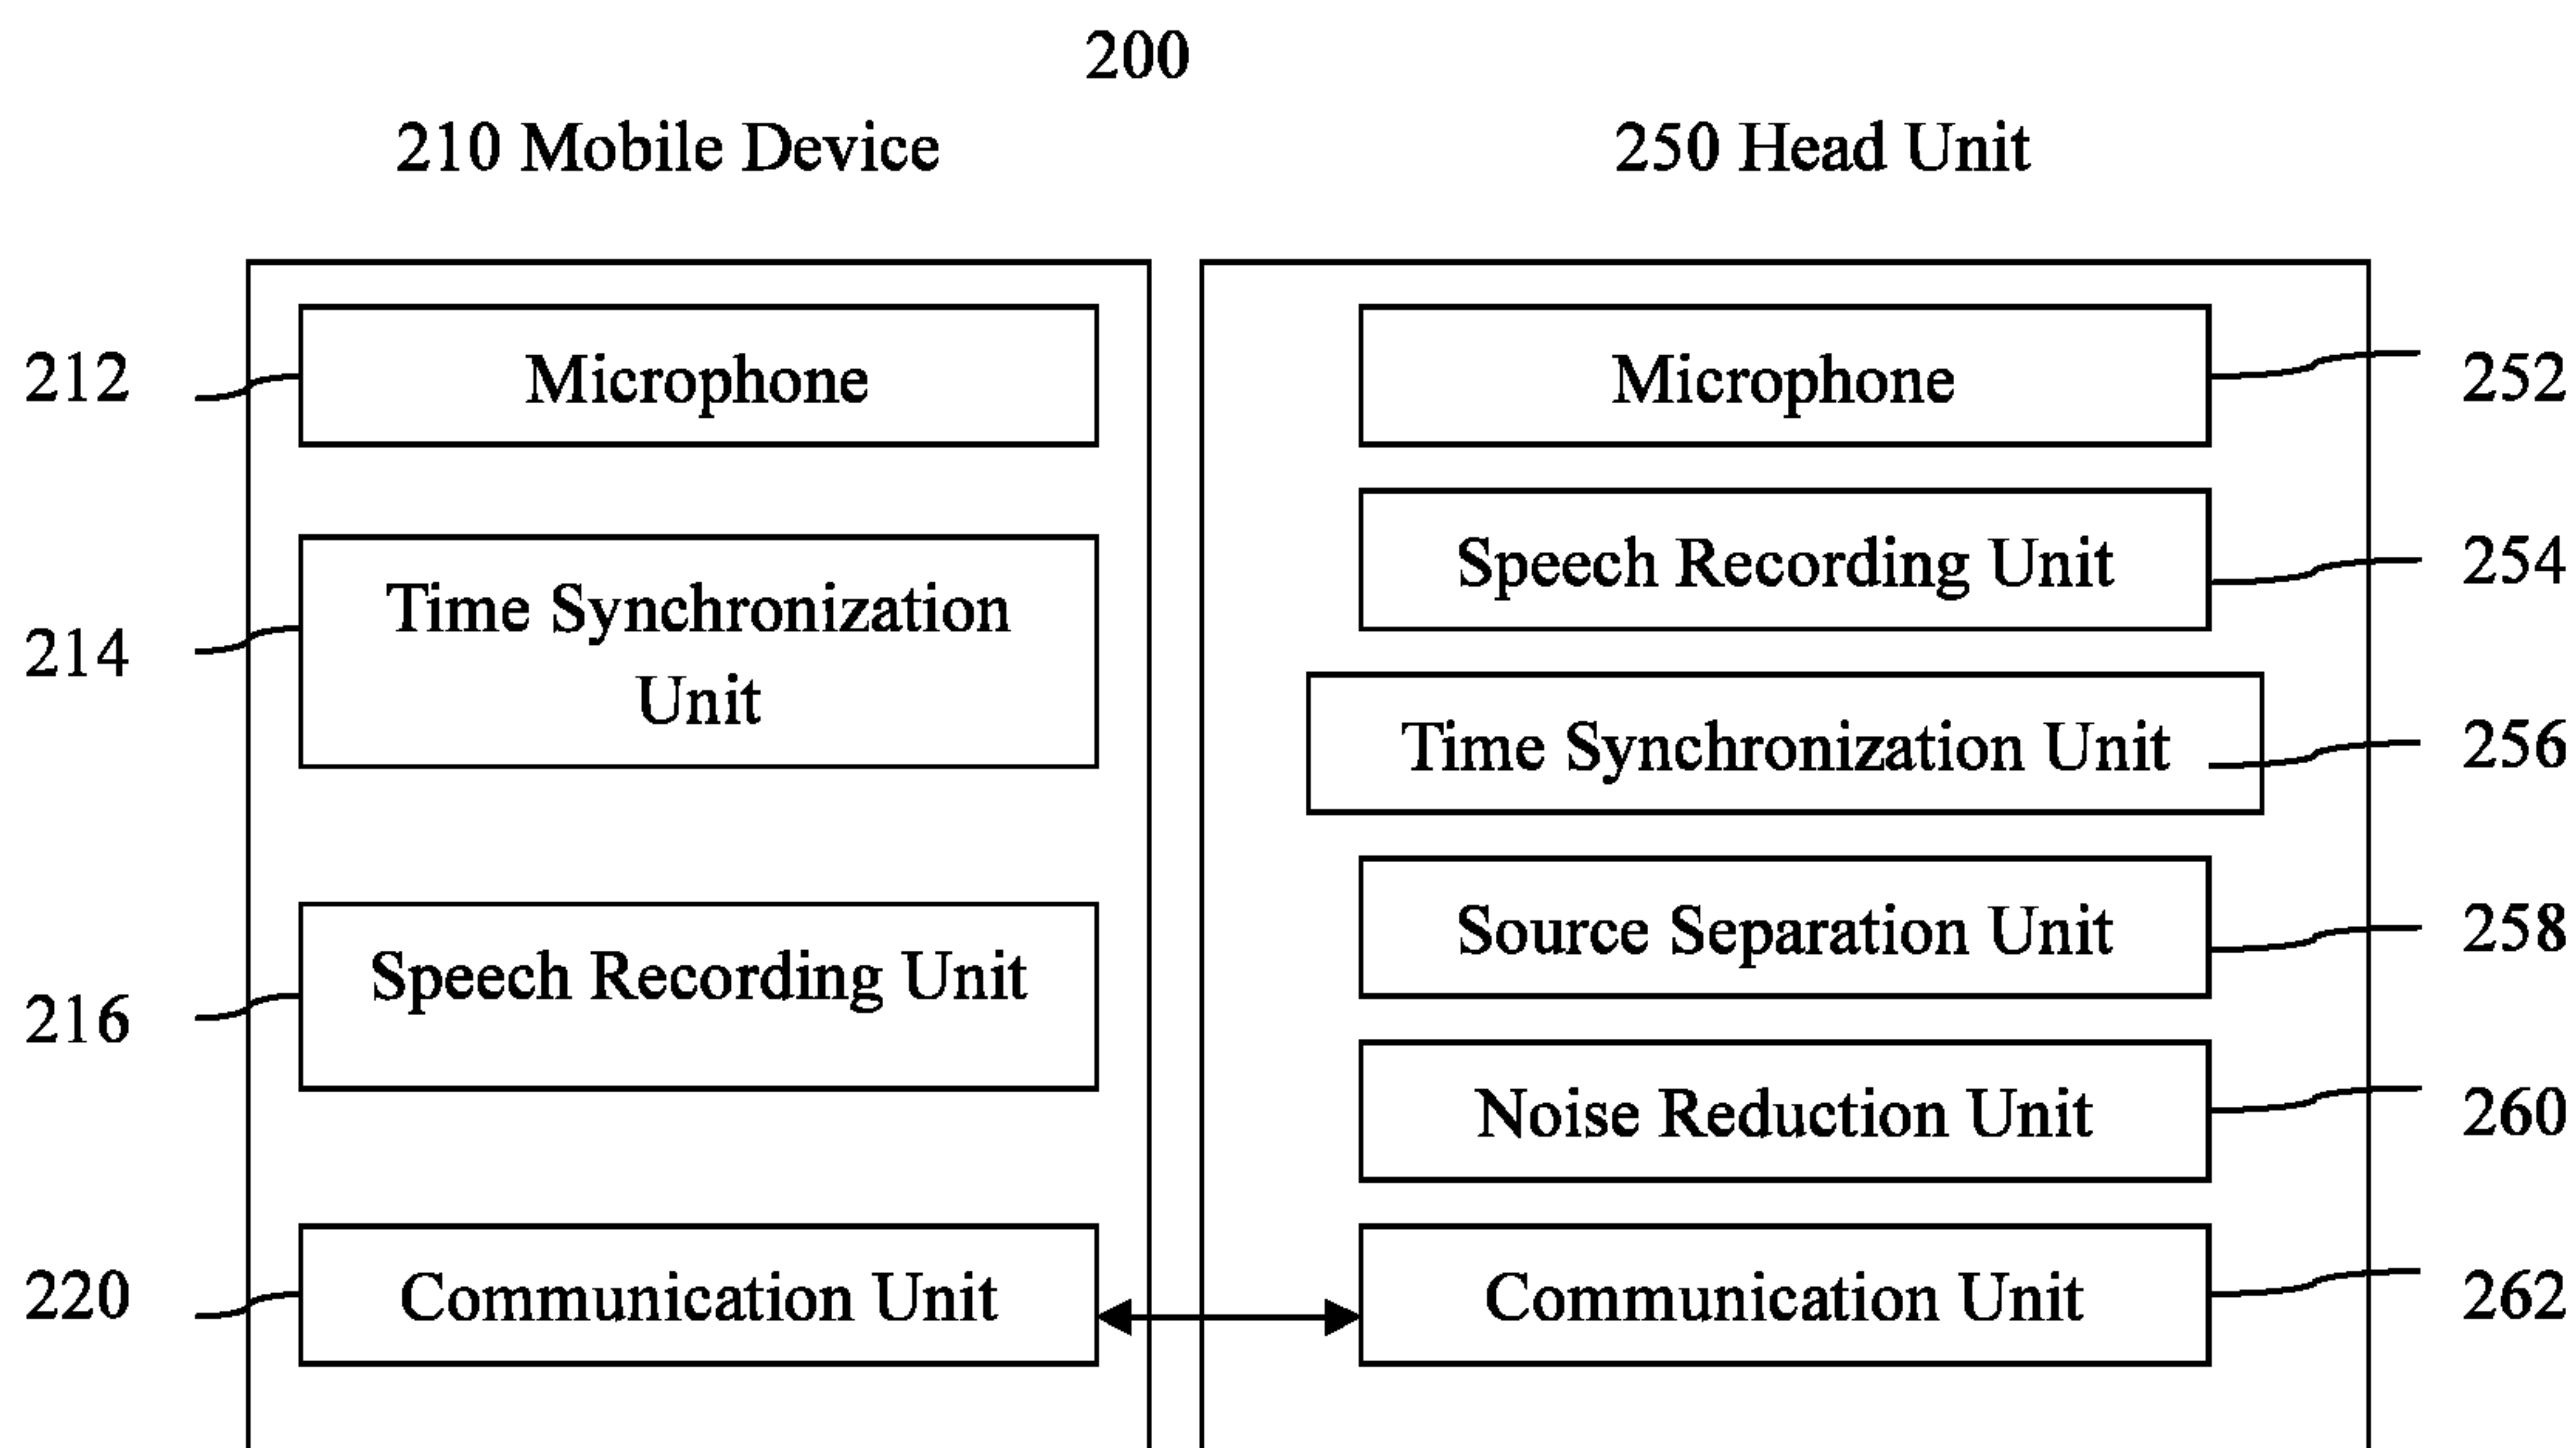 200
210 Mobile Device
250 Head Unit
212
Microphone
214
Time Synchronization
Unit
216
Speech Recording Unit
220
Communication Unit
Microphone
252
Speech Recording Unit
254
Time Synchronization Unit
256
Source Separation Unit
258
Noise Reduction Unit
260
Communication Unit
262